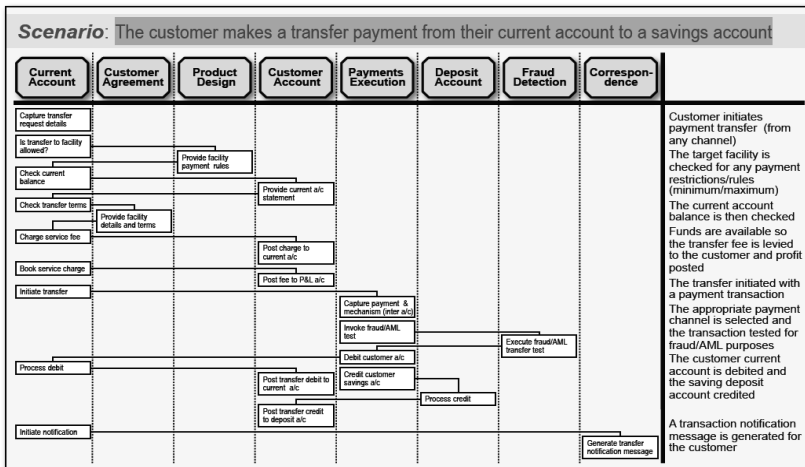 Scenario: The customer makes a transfer payment from their current account to a savings account
Current
Account
Customer
Agreement
Product
Design
Customer
Account
Payments
Execution
Deposit
Account
Fraud
Detection
Correspon-
dence
Capture transfer
request details
Is transfer to facility
allowed?
Provide facility
payment rules
Check current
balance
Provide current a/c
statement
Check transfer terms
Provide facility
details and terms
Charge service fee
Post charge to
current a/c
Book service charge
Post fee to P&L a/c
Initiate transfer
Capture payment &
mechanism (inter a/c)
Invoke fraud/AML
test
Execute fraud/AML
transfer test
Debit customer a/c
Process debit
Post transfer debit to
current a/c
Credit customer
savings a/c
Process credit
Post transfer credit
to deposit a/c
Initiate notification
Generate transfer
notification message
Customer initiates
payment transfer (from
any channel)
The target facility is
checked for any payment
restrictions/rules
(minimum/maximum)
The current account
balance is then checked
Funds are available so
the transfer fee is levied
to the customer and profit
posted
The transfer initiated with
a payment transaction
The appropriate payment
channel is selected and
the transaction tested for
fraud/AML purposes
The customer current
account is debited and
the saving deposit
account credited
A transaction notification
message is generated for
the customer